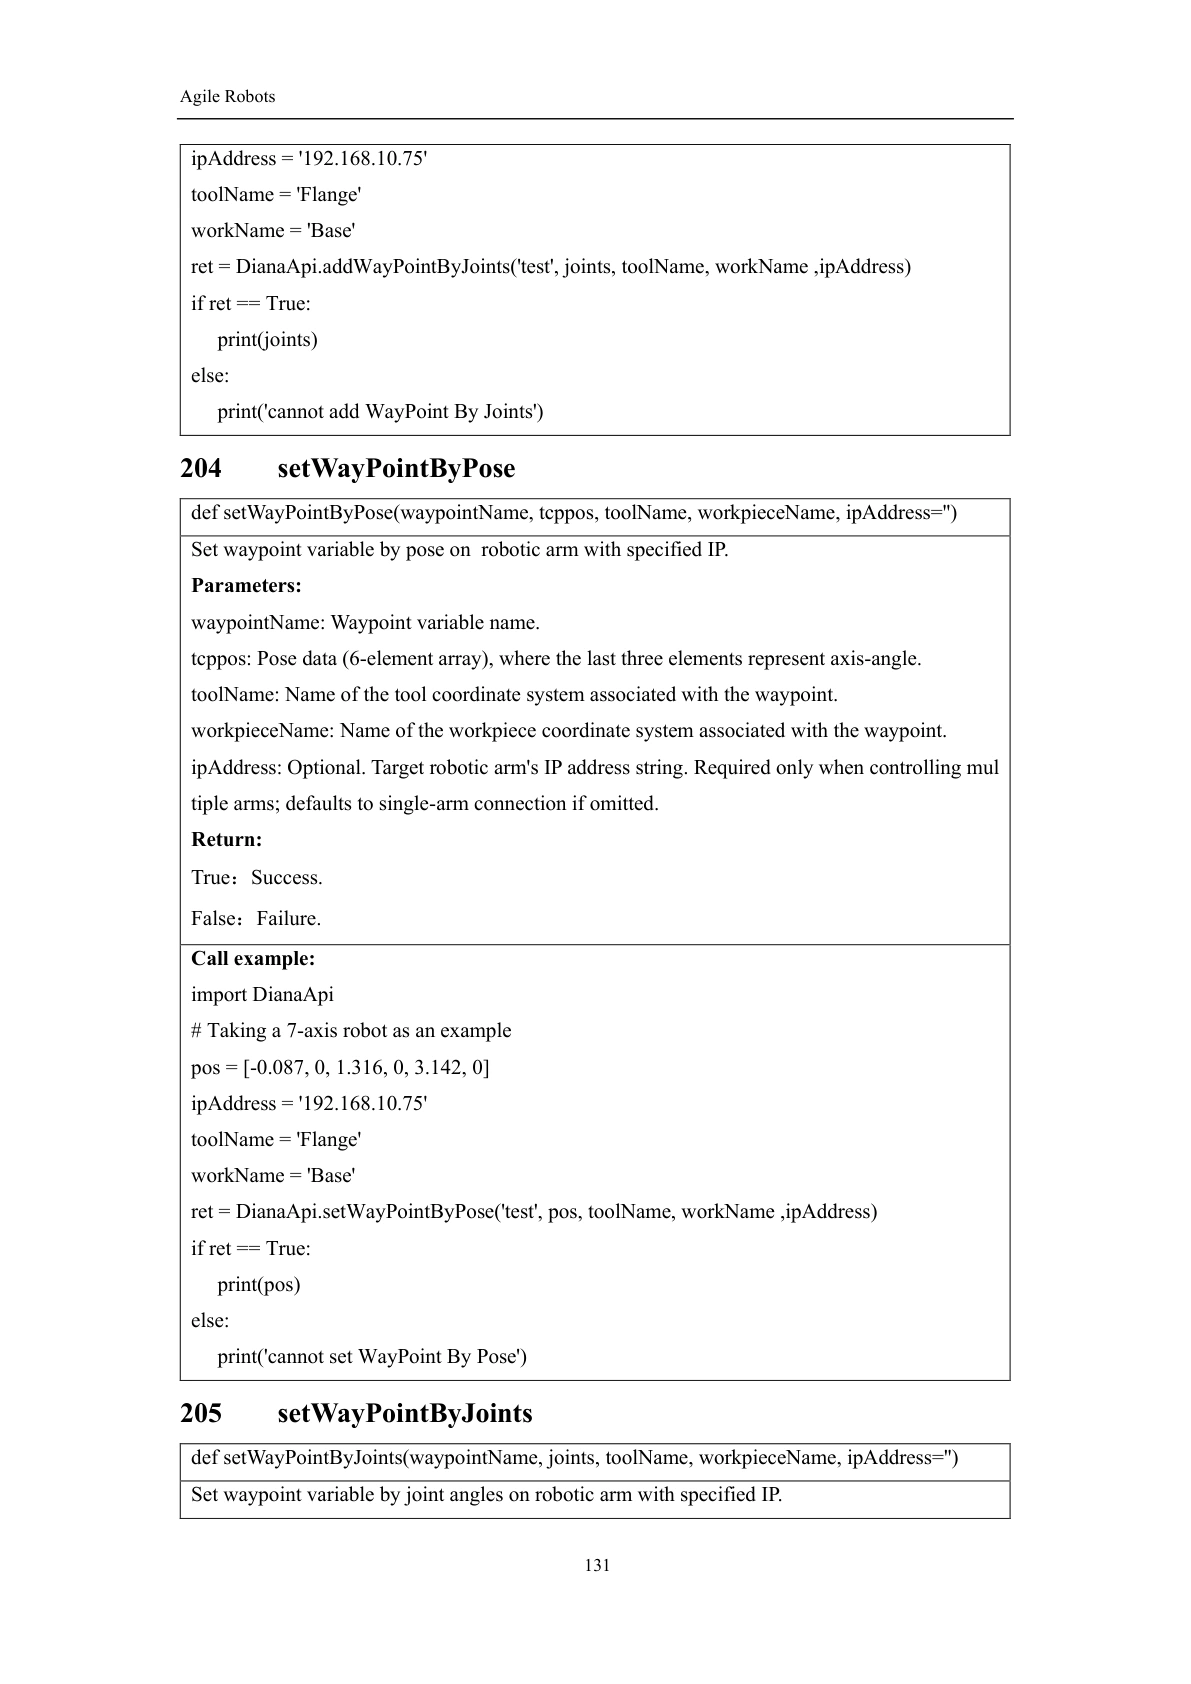 Agile Robots
ipAddress = '192.168.10.75'
toolName = 'Flange'
workName = 'Base'
ret = DianaApi.addWayPointByJoints('test', joints, toolName, workName ,ipAddress)
if ret == True:
print(joints)
else:
print('cannot add WayPoint By Joints')
204 setWayPointByPose
def setWayPointByPose(waypointName, tcppos, toolName, workpieceName, ipAddress='')
Set waypoint variable by pose on  robotic arm with specified IP.
Parameters:
waypointName: Waypoint variable name.
tcppos: Pose data (6-element array), where the last three elements represent axis-angle.
toolName: Name of the tool coordinate system associated with the waypoint.
workpieceName: Name of the workpiece coordinate system associated with the waypoint.
ipAddress: Optional. Target robotic arm's IP address string. Required only when controlling mul
tiple arms; defaults to single-arm connection if omitted.
Return:
True：Success.
False：Failure.
Call example:
import DianaApi
# Taking a 7-axis robot as an example
pos = [-0.087, 0, 1.316, 0, 3.142, 0]
ipAddress = '192.168.10.75'
toolName = 'Flange'
workName = 'Base'
ret = DianaApi.setWayPointByPose('test', pos, toolName, workName ,ipAddress)
if ret == True:
print(pos)
else:
print('cannot set WayPoint By Pose')
205 setWayPointByJoints
def setWayPointByJoints(waypointName, joints, toolName, workpieceName, ipAddress='')
Set waypoint variable by joint angles on robotic arm with specified IP.
131